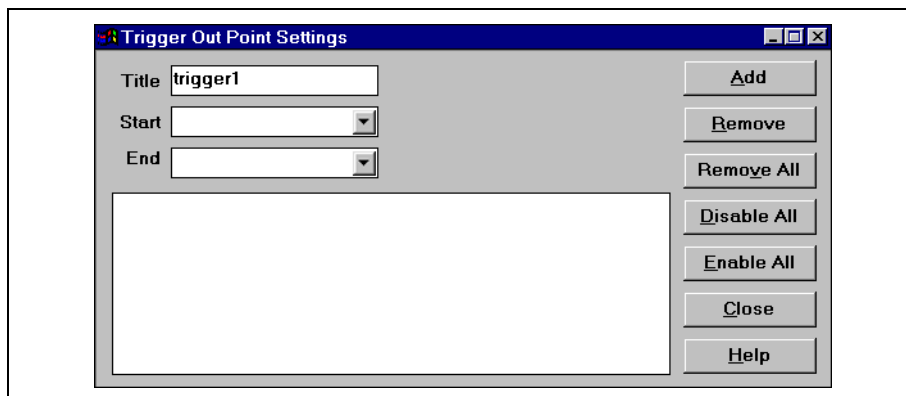 Trigger Out Point Settings
Title trigger1
Start
End
Add
Remove
Remove All
Disable All
Enable All
Close
Help